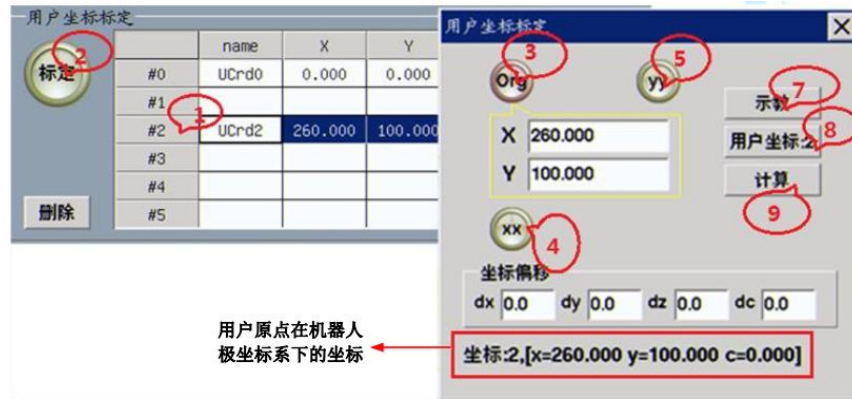 用户坐标标定
标定
2
name X Y
#0 UCrd0 0.000 0.000
#1
1
#2 UCrd2 260.000 100.000
#3
#4
#5
删除
用户坐标标定
3
5
Org
yy
7
示教
X 260.000
用户坐标:2
8
Y 100.000
计算
9
xx
4
坐标偏移
dx 0.0 dy 0.0 dz 0.0 dc 0.0
坐标:2,[x=260.000 y=100.000 c=0.000]
用户原点在机器人
极坐标系下的坐标